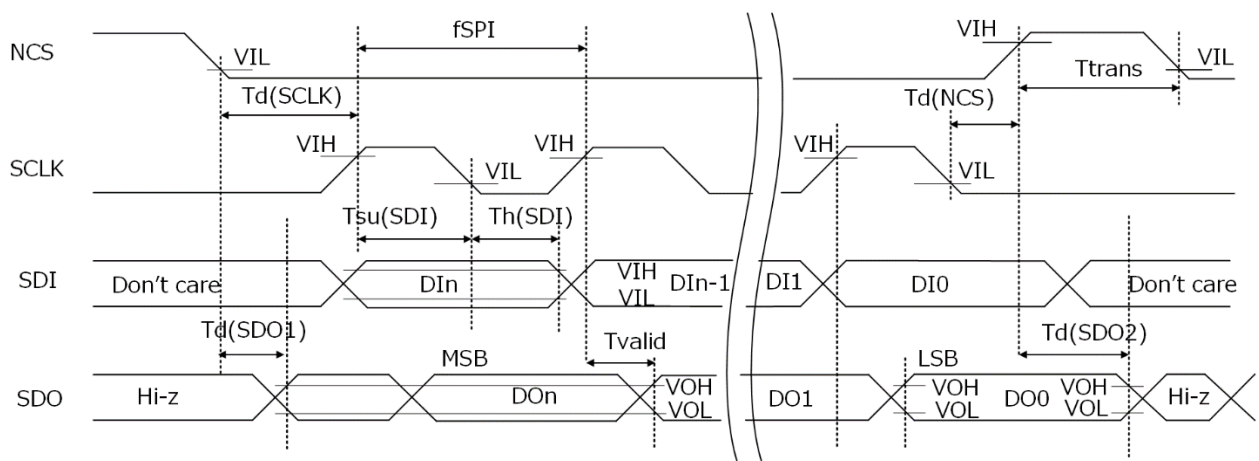 fSPI
NCS
VIL
VIH
Ttrans
VIL
Td(SCLK)
Td(NCS)
VIH
VIH
VIH
SCLK
VIL
VIL
Tsu(SDI)
Th(SDI)
SDI
Don't care
DIn
VIH
VIL
DIn-1
DI1
DI0
Don't care
Td(SDO1)
Tvalid
Td(SDO2)
MSB
LSB
SDO
Hi-z
DOn
VOH
VOL
DO1
VOH
VOL
DO0
VOH
VOL
Hi-z